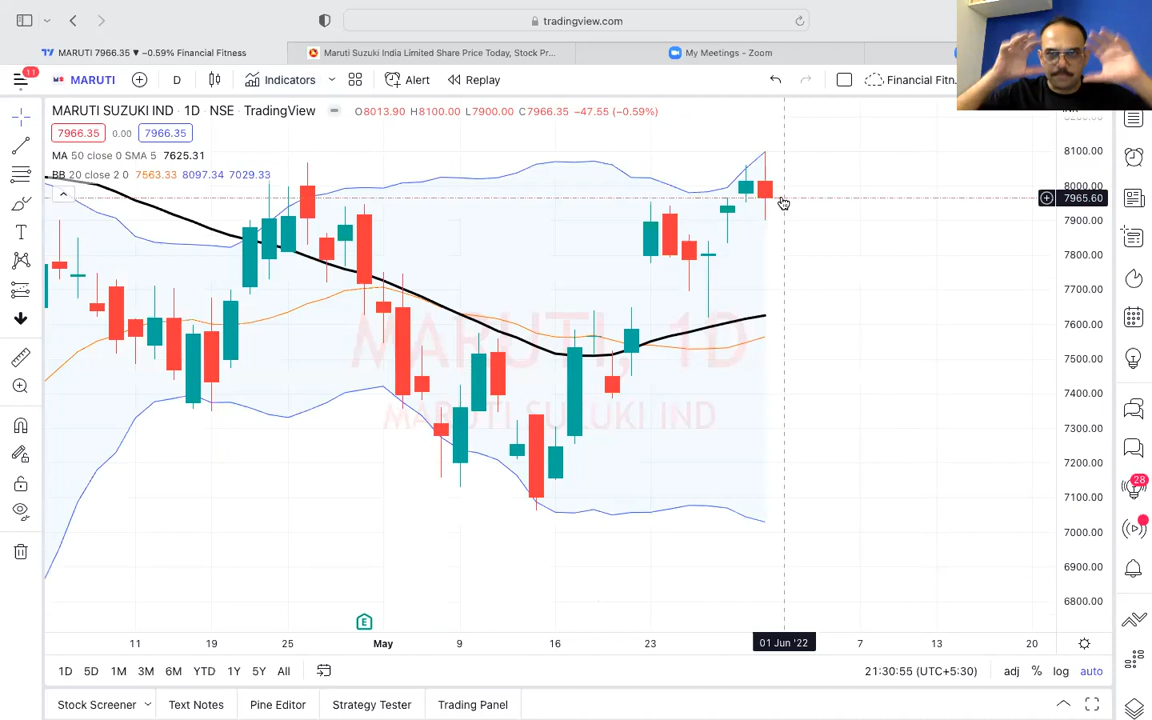 tradingview.com
MARUTI 7966.35 ▼ −0.59% Financial Fitness
Maruti Suzuki India Limited Share Price Today, Stock Pr...
My Meetings - Zoom
11
MARUTI
D
Indicators
Alert
Replay
Financial Fitn..
MARUTI SUZUKI IND · 1D · NSE · TradingView
O8013.90 H8100.00 L7900.00 C7966.35 −47.55 (−0.59%)
7966.35 0.00 7966.35
MA 50 close 0 SMA 5 7625.31
BB 20 close 2 0 7563.33 8097.34 7029.33
MARUTI, 1D
MARUTI SUZUKI IND
8100.00
8000.00
7965.60
7900.00
7800.00
7700.00
7600.00
7500.00
7400.00
7300.00
7200.00
7100.00
7000.00
6900.00
6800.00
28
E
11 19 25 May 9 16 23 01 Jun '22 7 13 20
1D 5D 1M 3M 6M YTD 1Y 5Y All
21:30:55 (UTC+5:30) adj % log auto
Stock Screener Text Notes Pine Editor Strategy Tester Trading Panel